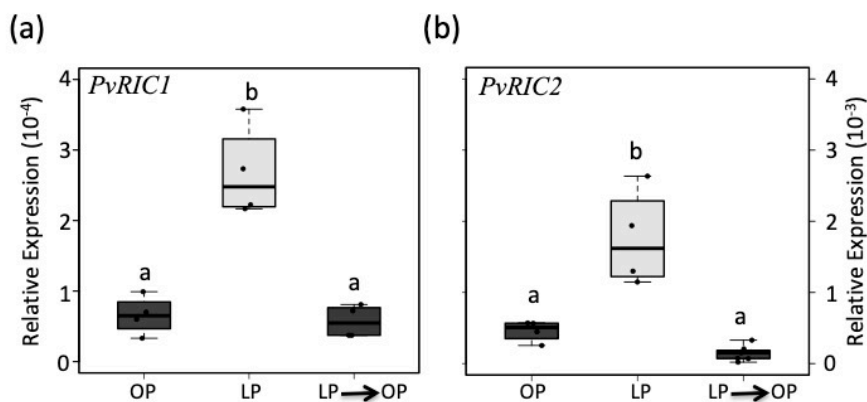 (a)
PvRIC1
Relative Expression (10⁻⁴)
4
3
2
1
0
a
b
a
OP
LP
LP → OP
(b)
PvRIC2
4
3
2
1
0
Relative Expression (10⁻³)
a
b
a
OP
LP
LP → OP